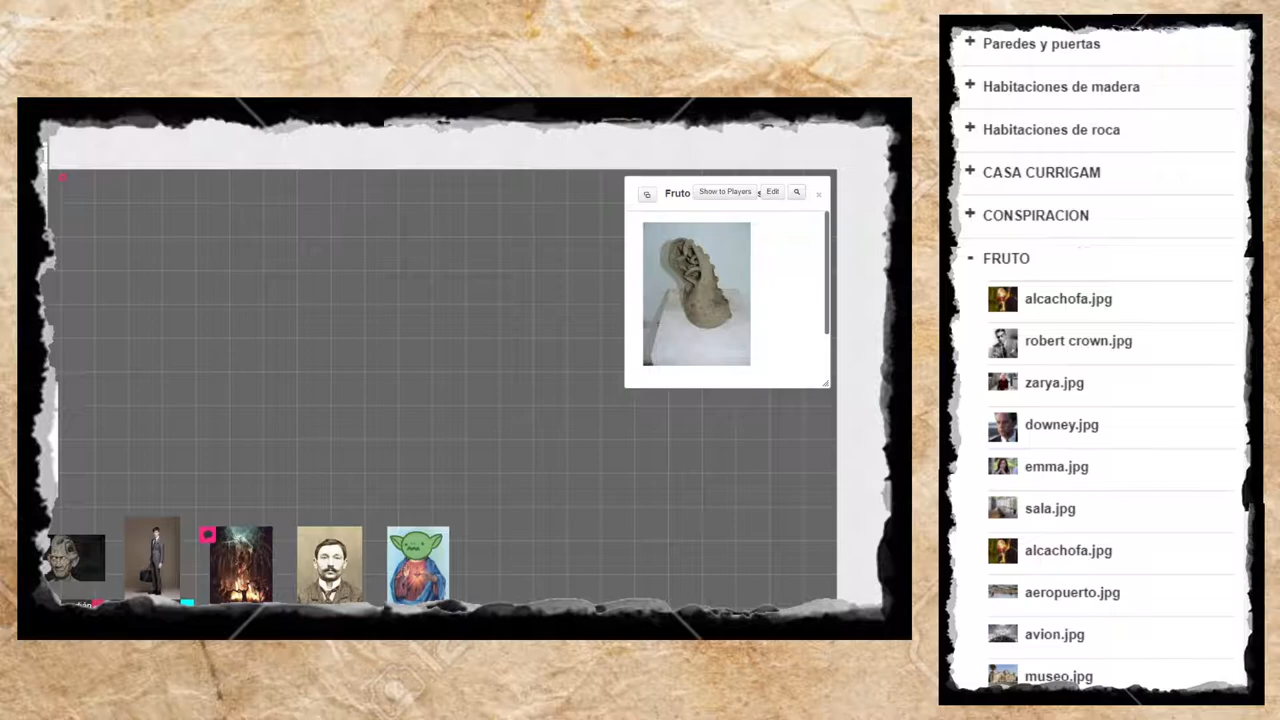 Fruto
Show to Players
Edit
Paredes y puertas
Habitaciones de madera
Habitaciones de roca
CASA CURRIGAM
CONSPIRACION
FRUTO
alcachofa.jpg
robert crown.jpg
zarya.jpg
downey.jpg
emma.jpg
sala.jpg
alcachofa.jpg
aeropuerto.jpg
avion.jpg
museo.jpg